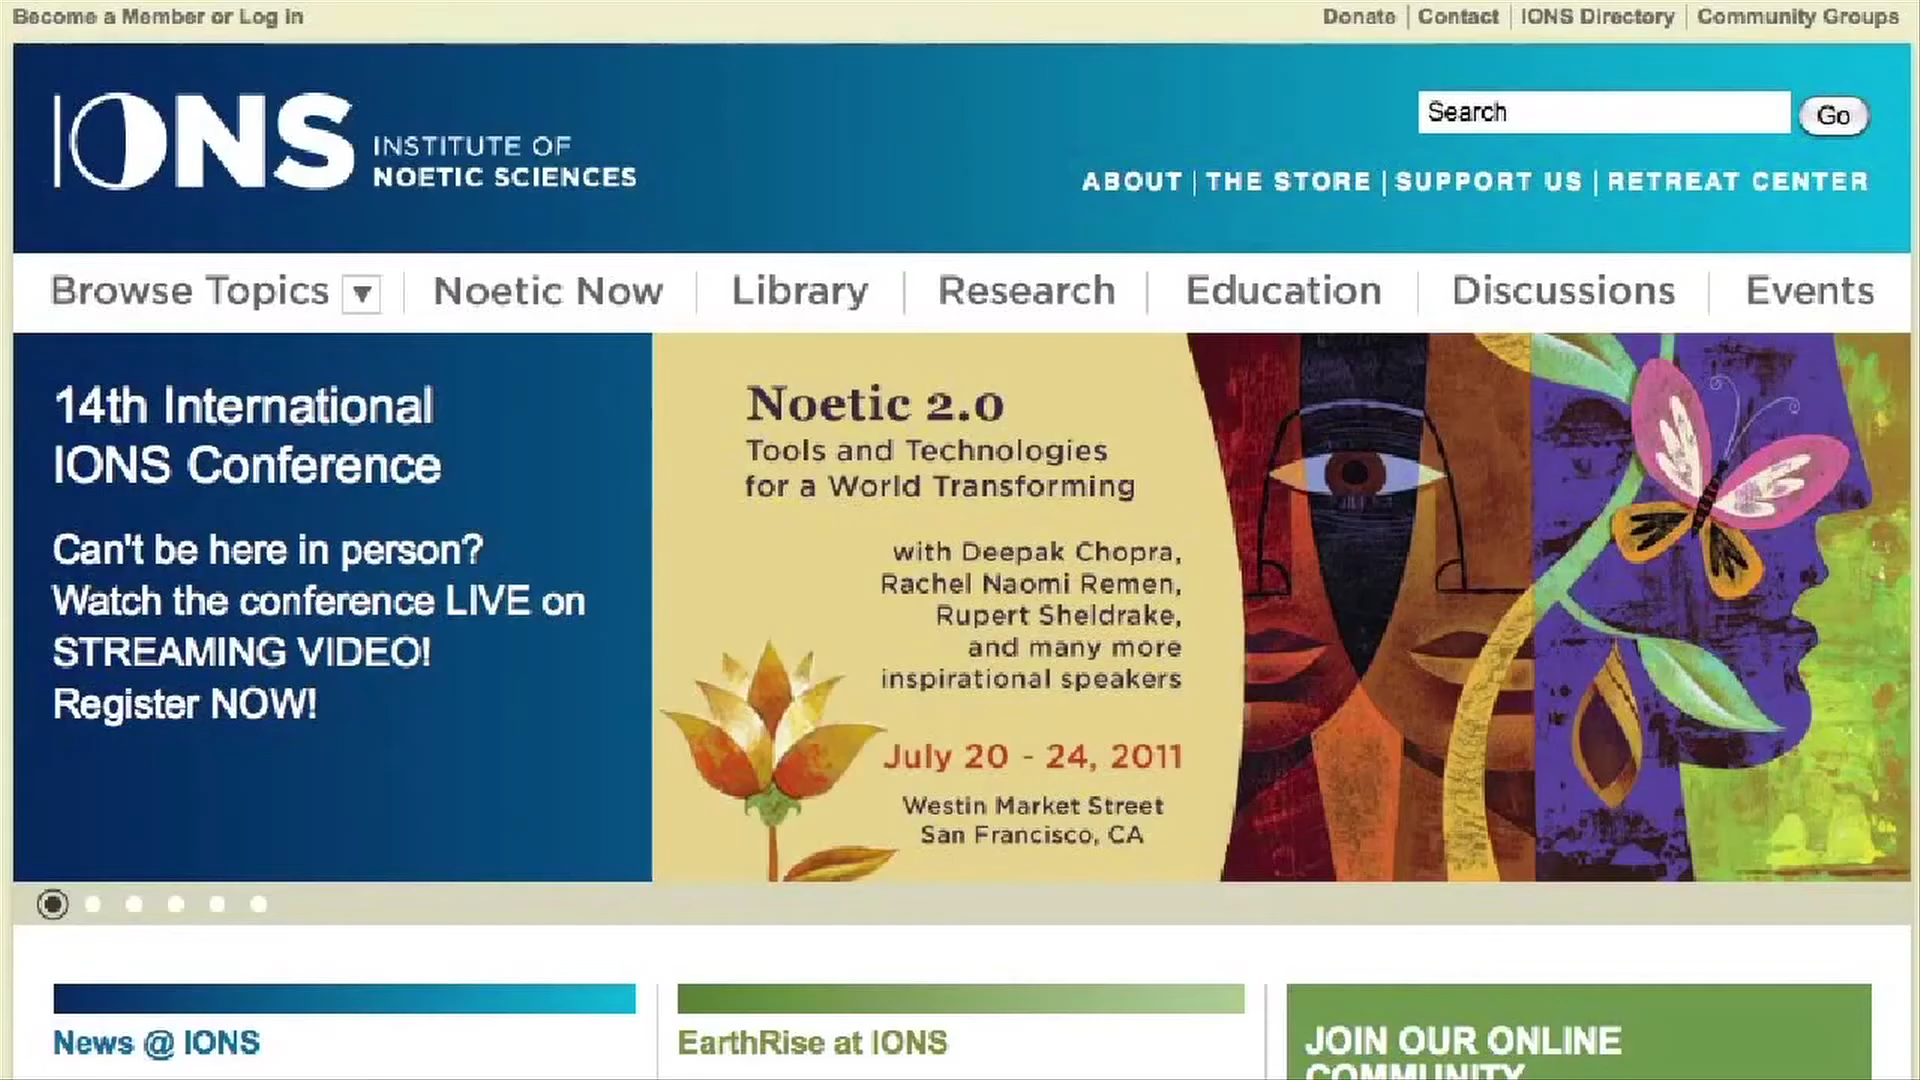 Become a Member or Log in
Donate
Contact
IONS Directory
Community Groups
IONS
INSTITUTE OF
NOETIC SCIENCES
Search
Go
ABOUT | THE STORE | SUPPORT US | RETREAT CENTER
Browse Topics
Noetic Now
Library
Research
Education
Discussions
Events
14th International
IONS Conference
Can't be here in person?
Watch the conference LIVE on
STREAMING VIDEO!
Register NOW!
Noetic 2.0
Tools and Technologies
for a World Transforming
with Deepak Chopra,
Rachel Naomi Remen,
Rupert Sheldrake,
and many more
inspirational speakers
July 20 - 24, 2011
Westin Market Street
San Francisco, CA
News @ IONS
EarthRise at IONS
JOIN OUR ONLINE
COMMUNITY